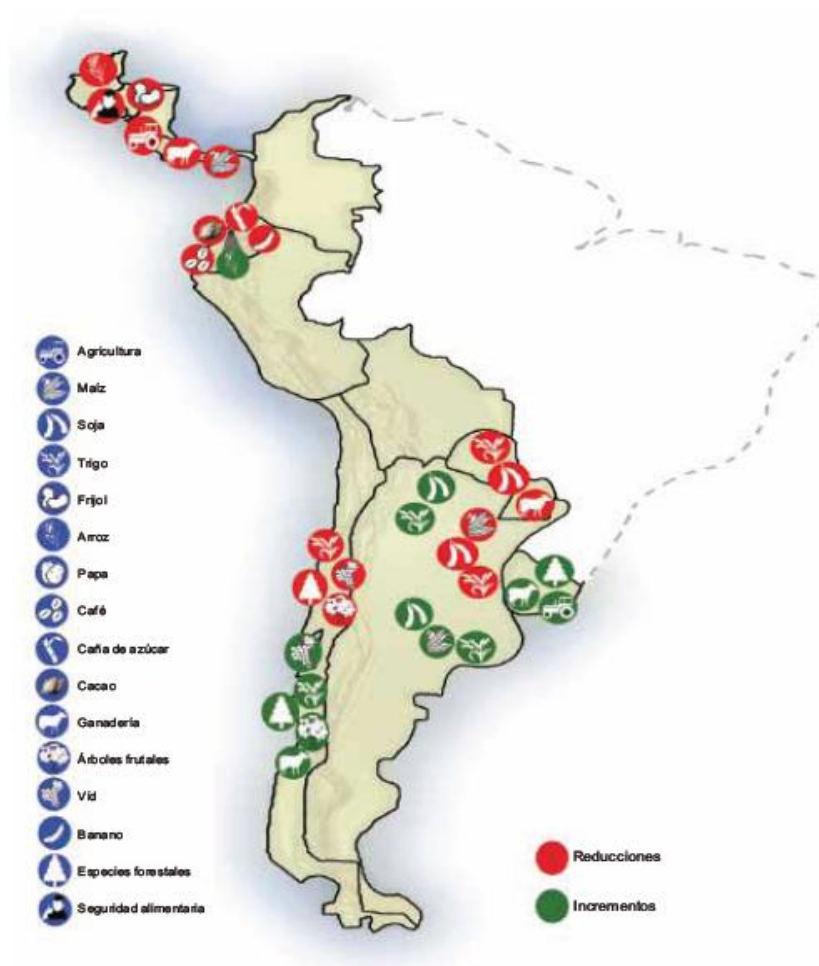 Agricultura
Maíz
Soja
Trigo
Frijol
Arroz
Papa
Café
Caña de azúcar
Cacao
Ganadería
Árboles frutales
Víd
Banano
Especies forestales
Seguridad alimentaria
Reducciones
Incrementos